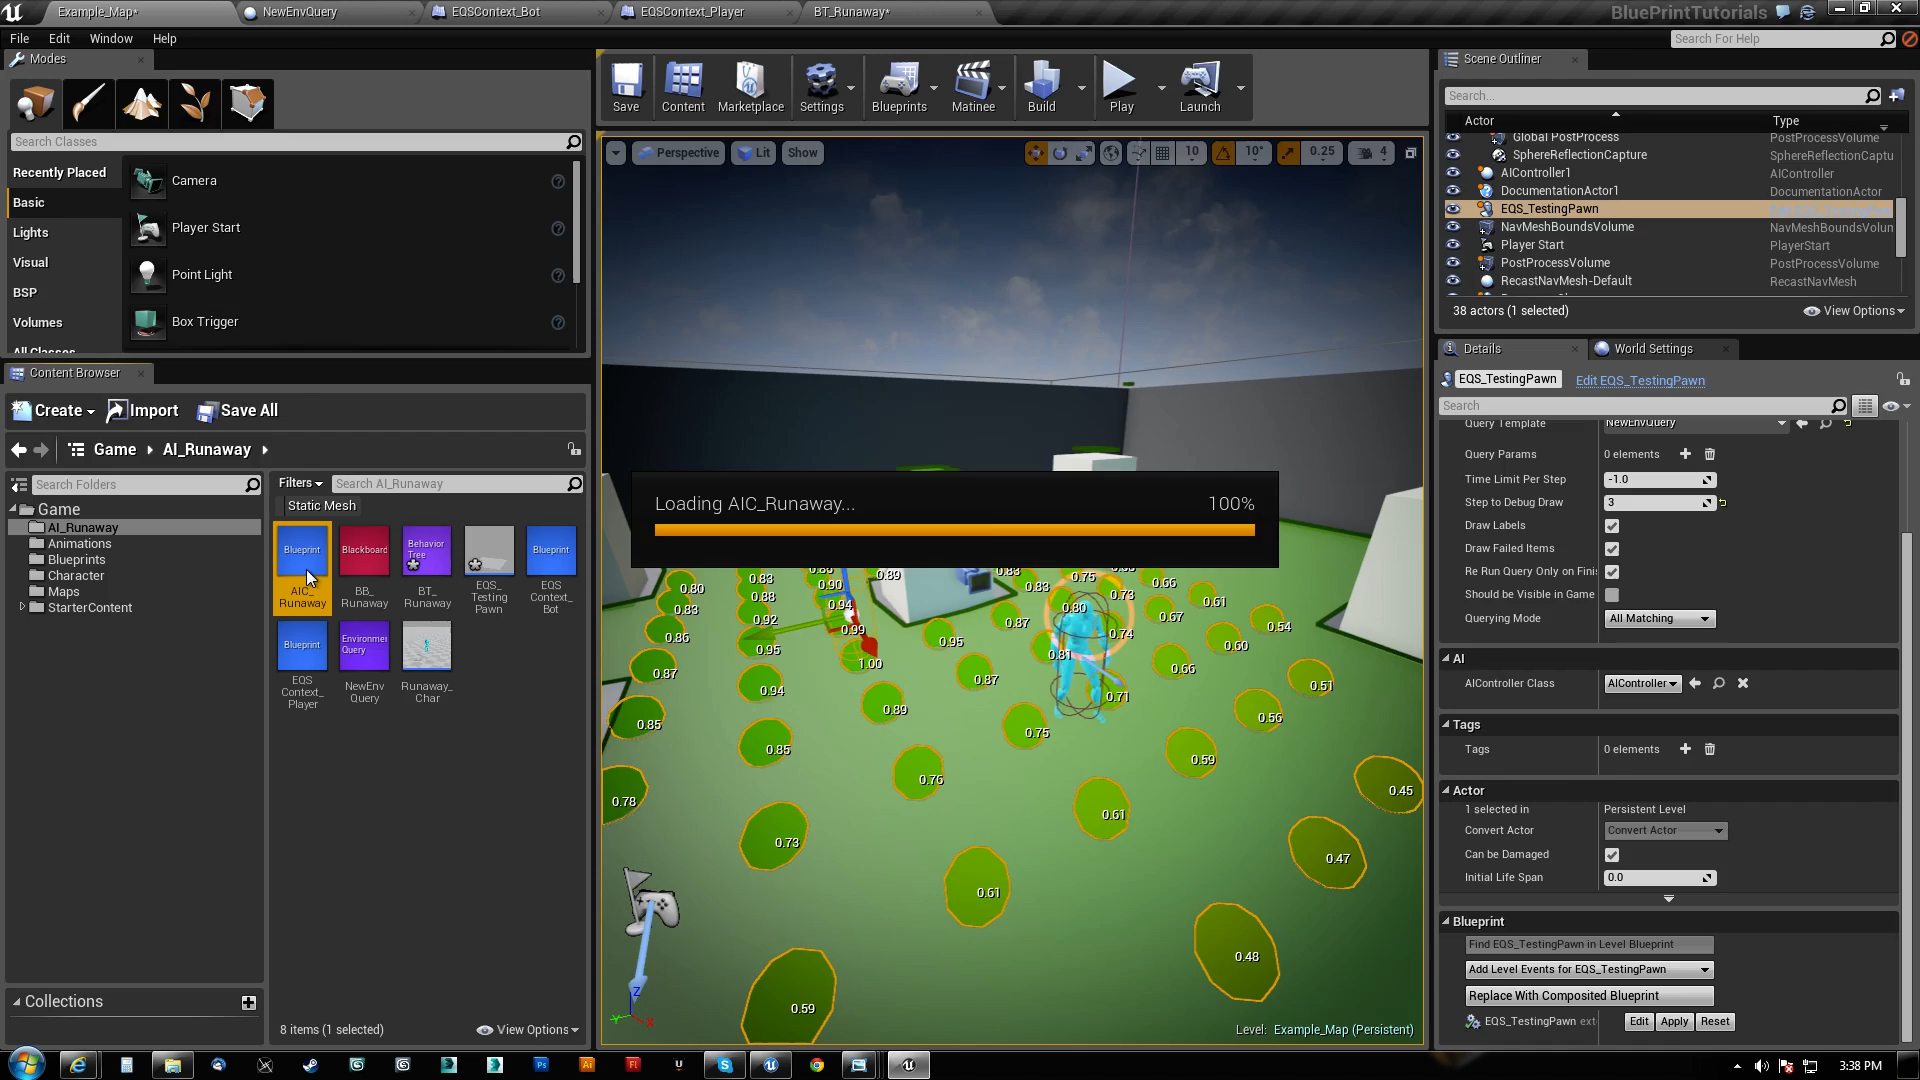 Example_Map*
NewEnvQuery
EQSContext_Bot
EQSContext_Player
BT_Runaway*
BluePrintTutorials
File
Edit
Window
Help
Search For Help
Modes
Search Classes
Recently Placed
Basic
Lights
Visual
BSP
Volumes
All Classes
Camera
Player Start
Point Light
Box Trigger
Save
Content
Marketplace
Settings
Blueprints
Matinee
Build
Play
Launch
Perspective
Lit
Show
10
10°
0.25
4
Scene Outliner
Search...
Actor
Type
Global PostProcess
PostProcessVolume
SphereReflectionCapture
SphereReflectionCaptu
AIController1
AIController
DocumentationActor1
DocumentationActor
EQS_TestingPawn
NavMeshBoundsVolume
NavMeshBoundsVolun
Player Start
PlayerStart
PostProcessVolume
PostProcessVolume
RecastNavMesh-Default
RecastNavMesh
38 actors (1 selected)
View Options
Content Browser
Create
Import
Save All
Game
AI_Runaway
Search Folders
Filters
Search AI_Runaway
Static Mesh
Game
AI_Runaway
Animations
Blueprints
Character
Maps
StarterContent
Blueprint
AIC_
Runaway
Blackboard
BB_
Runaway
Behavior
Tree
BT_
Runaway
EQS_
Testing
Pawn
Blueprint
EQS
Context_
Bot
Blueprint
EQS
Context_
Player
Environment
Query
NewEnv
Query
Runaway_
Char
Collections
8 items (1 selected)
View Options
Loading AIC_Runaway...
100%
0.80
0.83
0.83
0.90
0.89
0.83
0.75
0.66
0.83
0.94
0.73
0.61
0.80
0.86
0.92
0.99
0.87
0.67
0.54
0.95
0.95
0.74
0.60
0.87
1.00
0.81
0.66
0.94
0.87
0.71
0.51
0.85
0.89
0.56
0.85
0.75
0.59
0.78
0.76
0.45
0.73
0.61
0.47
0.61
0.48
0.59
Z
Y
X
Level: Example_Map (Persistent)
Details
World Settings
EQS_TestingPawn
Edit EQS_TestingPawn
Search
Query Template
NewEnvQuery
Query Params
0 elements
Time Limit Per Step
-1.0
Step to Debug Draw
3
Draw Labels
Draw Failed Items
Re Run Query Only on Fini
Should be Visible in Game
Querying Mode
All Matching
AI
AIController Class
AIController
Tags
Tags
0 elements
Actor
1 selected in
Persistent Level
Convert Actor
Convert Actor
Can be Damaged
Initial Life Span
0.0
Blueprint
Find EQS_TestingPawn in Level Blueprint
Add Level Events for EQS_TestingPawn
Replace With Composited Blueprint
EQS_TestingPawn ext
Edit
Apply
Reset
3:38 PM